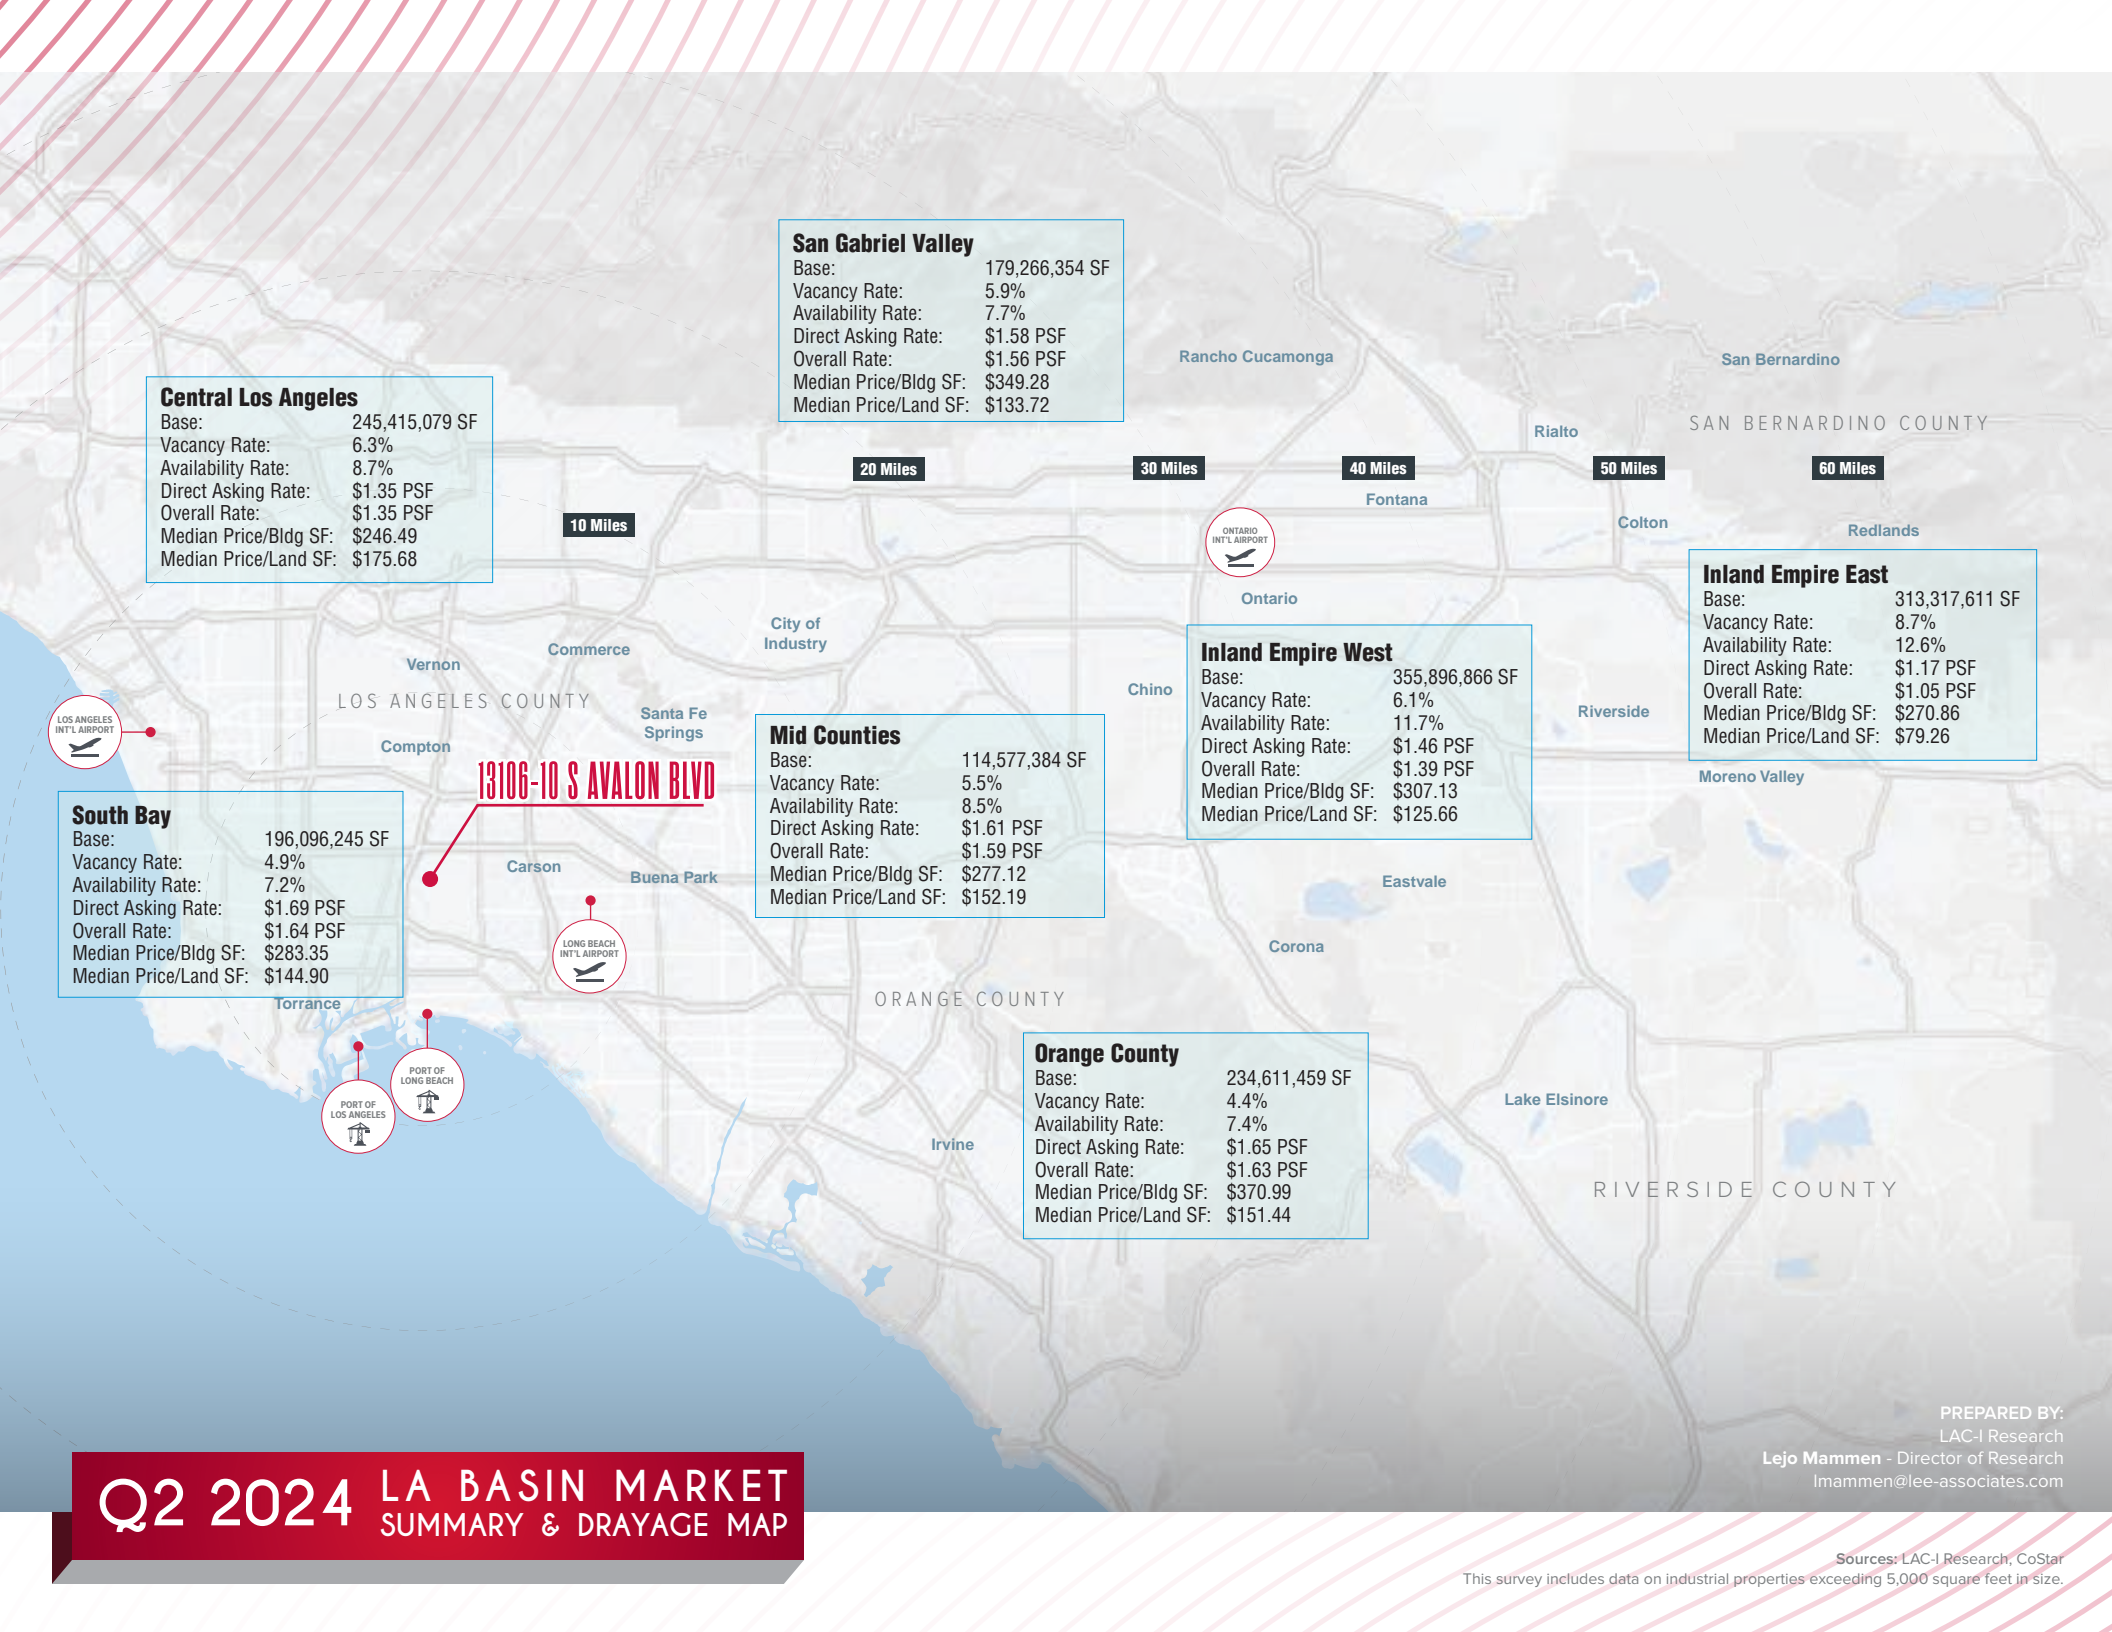 San Gabriel Valley
Base: 179,266,354 SF
Vacancy Rate: 5.9%
Availability Rate: 7.7%
Direct Asking Rate: $1.58 PSF
Overall Rate: $1.56 PSF
Median Price/Bldg SF: $349.28
Median Price/Land SF: $133.72
Rancho Cucamonga
San Bernardino
SAN BERNARDINO COUNTY
Rialto
Central Los Angeles
Base: 245,415,079 SF
Vacancy Rate: 6.3%
Availability Rate: 8.7%
Direct Asking Rate: $1.35 PSF
Overall Rate: $1.35 PSF
Median Price/Bldg SF: $246.49
Median Price/Land SF: $175.68
10 Miles
20 Miles
30 Miles
40 Miles
50 Miles
60 Miles
Fontana
Colton
Redlands
ONTARIO
INT'L AIRPORT
Ontario
Inland Empire East
Base: 313,317,611 SF
Vacancy Rate: 8.7%
Availability Rate: 12.6%
Direct Asking Rate: $1.17 PSF
Overall Rate: $1.05 PSF
Median Price/Bldg SF: $270.86
Median Price/Land SF: $79.26
City of
Industry
Commerce
Vernon
LOS ANGELES COUNTY
Santa Fe
Springs
Compton
Chino
Inland Empire West
Base: 355,896,866 SF
Vacancy Rate: 6.1%
Availability Rate: 11.7%
Direct Asking Rate: $1.46 PSF
Overall Rate: $1.39 PSF
Median Price/Bldg SF: $307.13
Median Price/Land SF: $125.66
Riverside
Moreno Valley
LOS ANGELES
INT'L AIRPORT
13106-10 S AVALON BLVD
Mid Counties
Base: 114,577,384 SF
Vacancy Rate: 5.5%
Availability Rate: 8.5%
Direct Asking Rate: $1.61 PSF
Overall Rate: $1.59 PSF
Median Price/Bldg SF: $277.12
Median Price/Land SF: $152.19
South Bay
Base: 196,096,245 SF
Vacancy Rate: 4.9%
Availability Rate: 7.2%
Direct Asking Rate: $1.69 PSF
Overall Rate: $1.64 PSF
Median Price/Bldg SF: $283.35
Median Price/Land SF: $144.90
Torrance
Carson
Buena Park
LONG BEACH
INT'L AIRPORT
Eastvale
Corona
ORANGE COUNTY
PORT OF
LONG BEACH
PORT OF
LOS ANGELES
Orange County
Base: 234,611,459 SF
Vacancy Rate: 4.4%
Availability Rate: 7.4%
Direct Asking Rate: $1.65 PSF
Overall Rate: $1.63 PSF
Median Price/Bldg SF: $370.99
Median Price/Land SF: $151.44
Irvine
Lake Elsinore
RIVERSIDE COUNTY
PREPARED BY:
LAC-I Research
Lejo Mammen - Director of Research
lmammen@lee-associates.com
Q2 2024
LA BASIN MARKET
SUMMARY & DRAYAGE MAP
Sources: LAC-I Research, CoStar
This survey includes data on industrial properties exceeding 5,000 square feet in size.